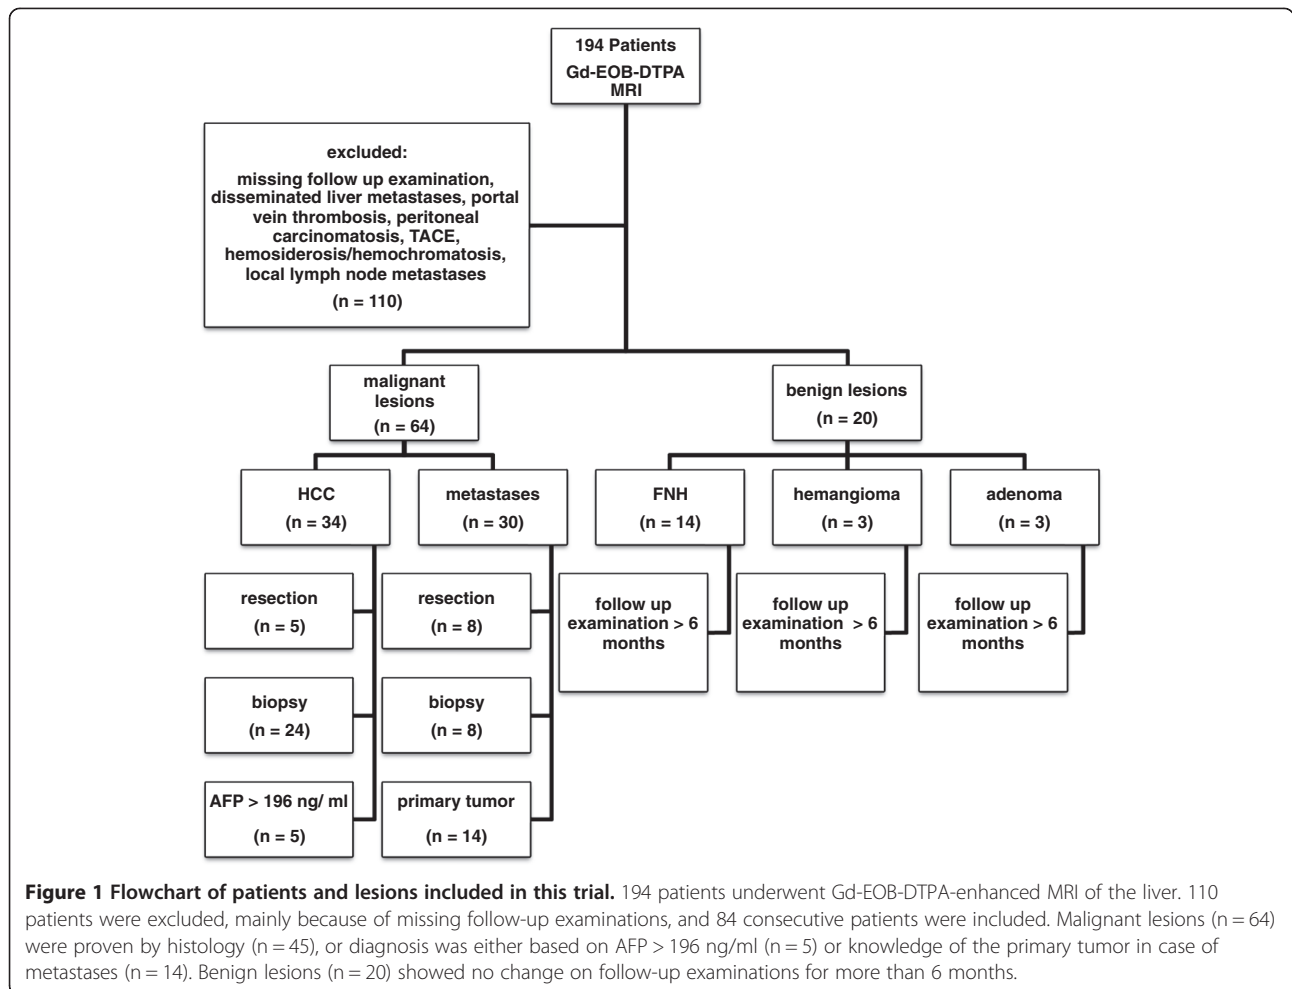 194 Patients
Gd-EOB-DTPA
MRI
excluded:
missing follow up examination,
disseminated liver metastases, portal
vein thrombosis, peritoneal
carcinomatosis, TACE,
hemosiderosis/hemochromatosis,
local lymph node metastases
(n = 110)
malignant
lesions
(n = 64)
benign lesions
(n = 20)
HCC
(n = 34)
metastases
(n = 30)
FNH
(n = 14)
hemangioma
(n = 3)
adenoma
(n = 3)
resection
(n = 5)
resection
(n = 8)
follow up
examination > 6
months
follow up
examination > 6
months
follow up
examination > 6
months
biopsy
(n = 24)
biopsy
(n = 8)
AFP > 196 ng/ ml
(n = 5)
primary tumor
(n = 14)
Figure 1 Flowchart of patients and lesions included in this trial. 194 patients underwent Gd-EOB-DTPA-enhanced MRI of the liver. 110
patients were excluded, mainly because of missing follow-up examinations, and 84 consecutive patients were included. Malignant lesions (n = 64)
were proven by histology (n = 45), or diagnosis was either based on AFP > 196 ng/ml (n = 5) or knowledge of the primary tumor in case of
metastases (n = 14). Benign lesions (n = 20) showed no change on follow-up examinations for more than 6 months.